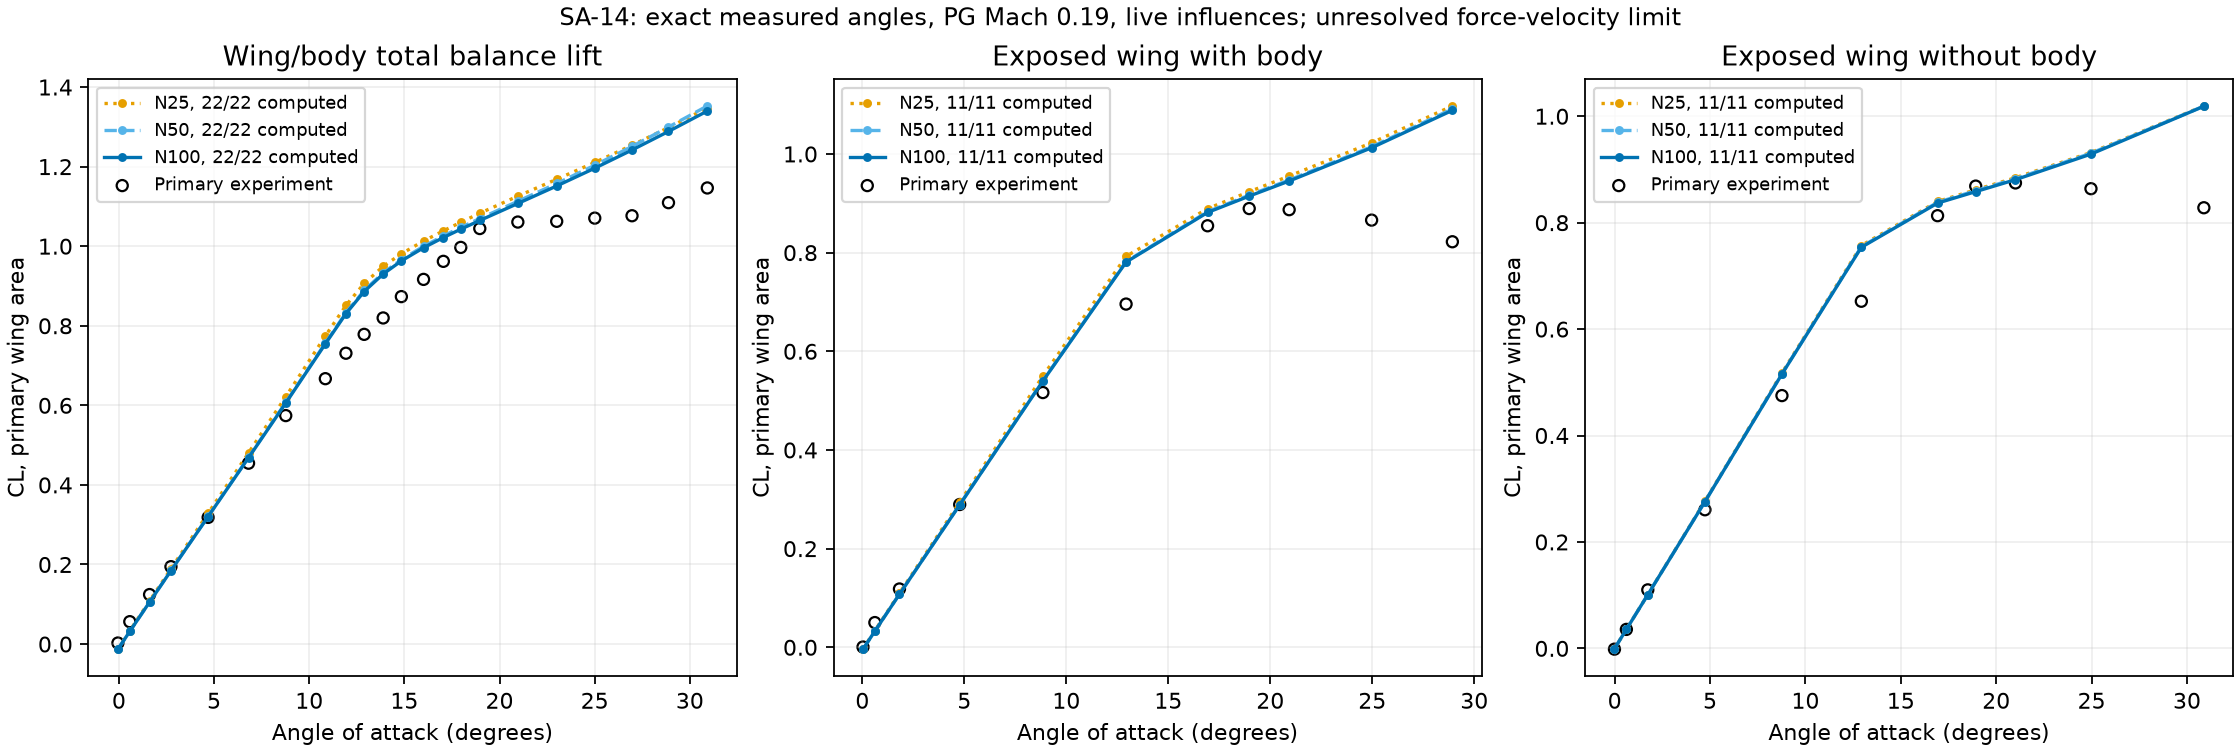 SA-14: exact measured angles, PG Mach 0.19, live influences; unresolved force-velocity limit
Wing/body total balance lift
CL, primary wing area
1.4
1.2
1.0
0.8
0.6
0.4
0.2
0.0
N25, 22/22 computed
N50, 22/22 computed
N100, 22/22 computed
Primary experiment
0 5 10 15 20 25 30
Angle of attack (degrees)
Exposed wing with body
CL, primary wing area
1.0
0.8
0.6
0.4
0.2
0.0
N25, 11/11 computed
N50, 11/11 computed
N100, 11/11 computed
Primary experiment
0 5 10 15 20 25 30
Angle of attack (degrees)
Exposed wing without body
CL, primary wing area
1.0
0.8
0.6
0.4
0.2
0.0
N25, 11/11 computed
N50, 11/11 computed
N100, 11/11 computed
Primary experiment
0 5 10 15 20 25 30
Angle of attack (degrees)